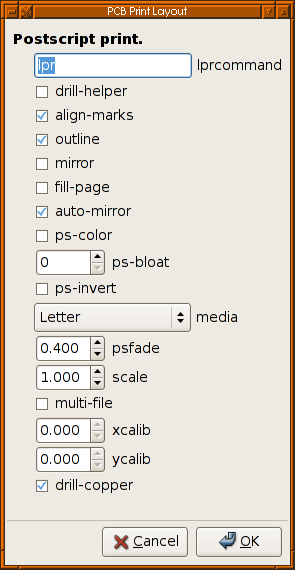 PCB Print Layout
Postscript print.
lpr lprcommand
drill-helper
align-marks
outline
mirror
fill-page
auto-mirror
ps-color
0 ps-bloat
ps-invert
Letter media
0.400 psfade
1.000 scale
multi-file
0.000 xcalib
0.000 ycalib
drill-copper
Cancel OK